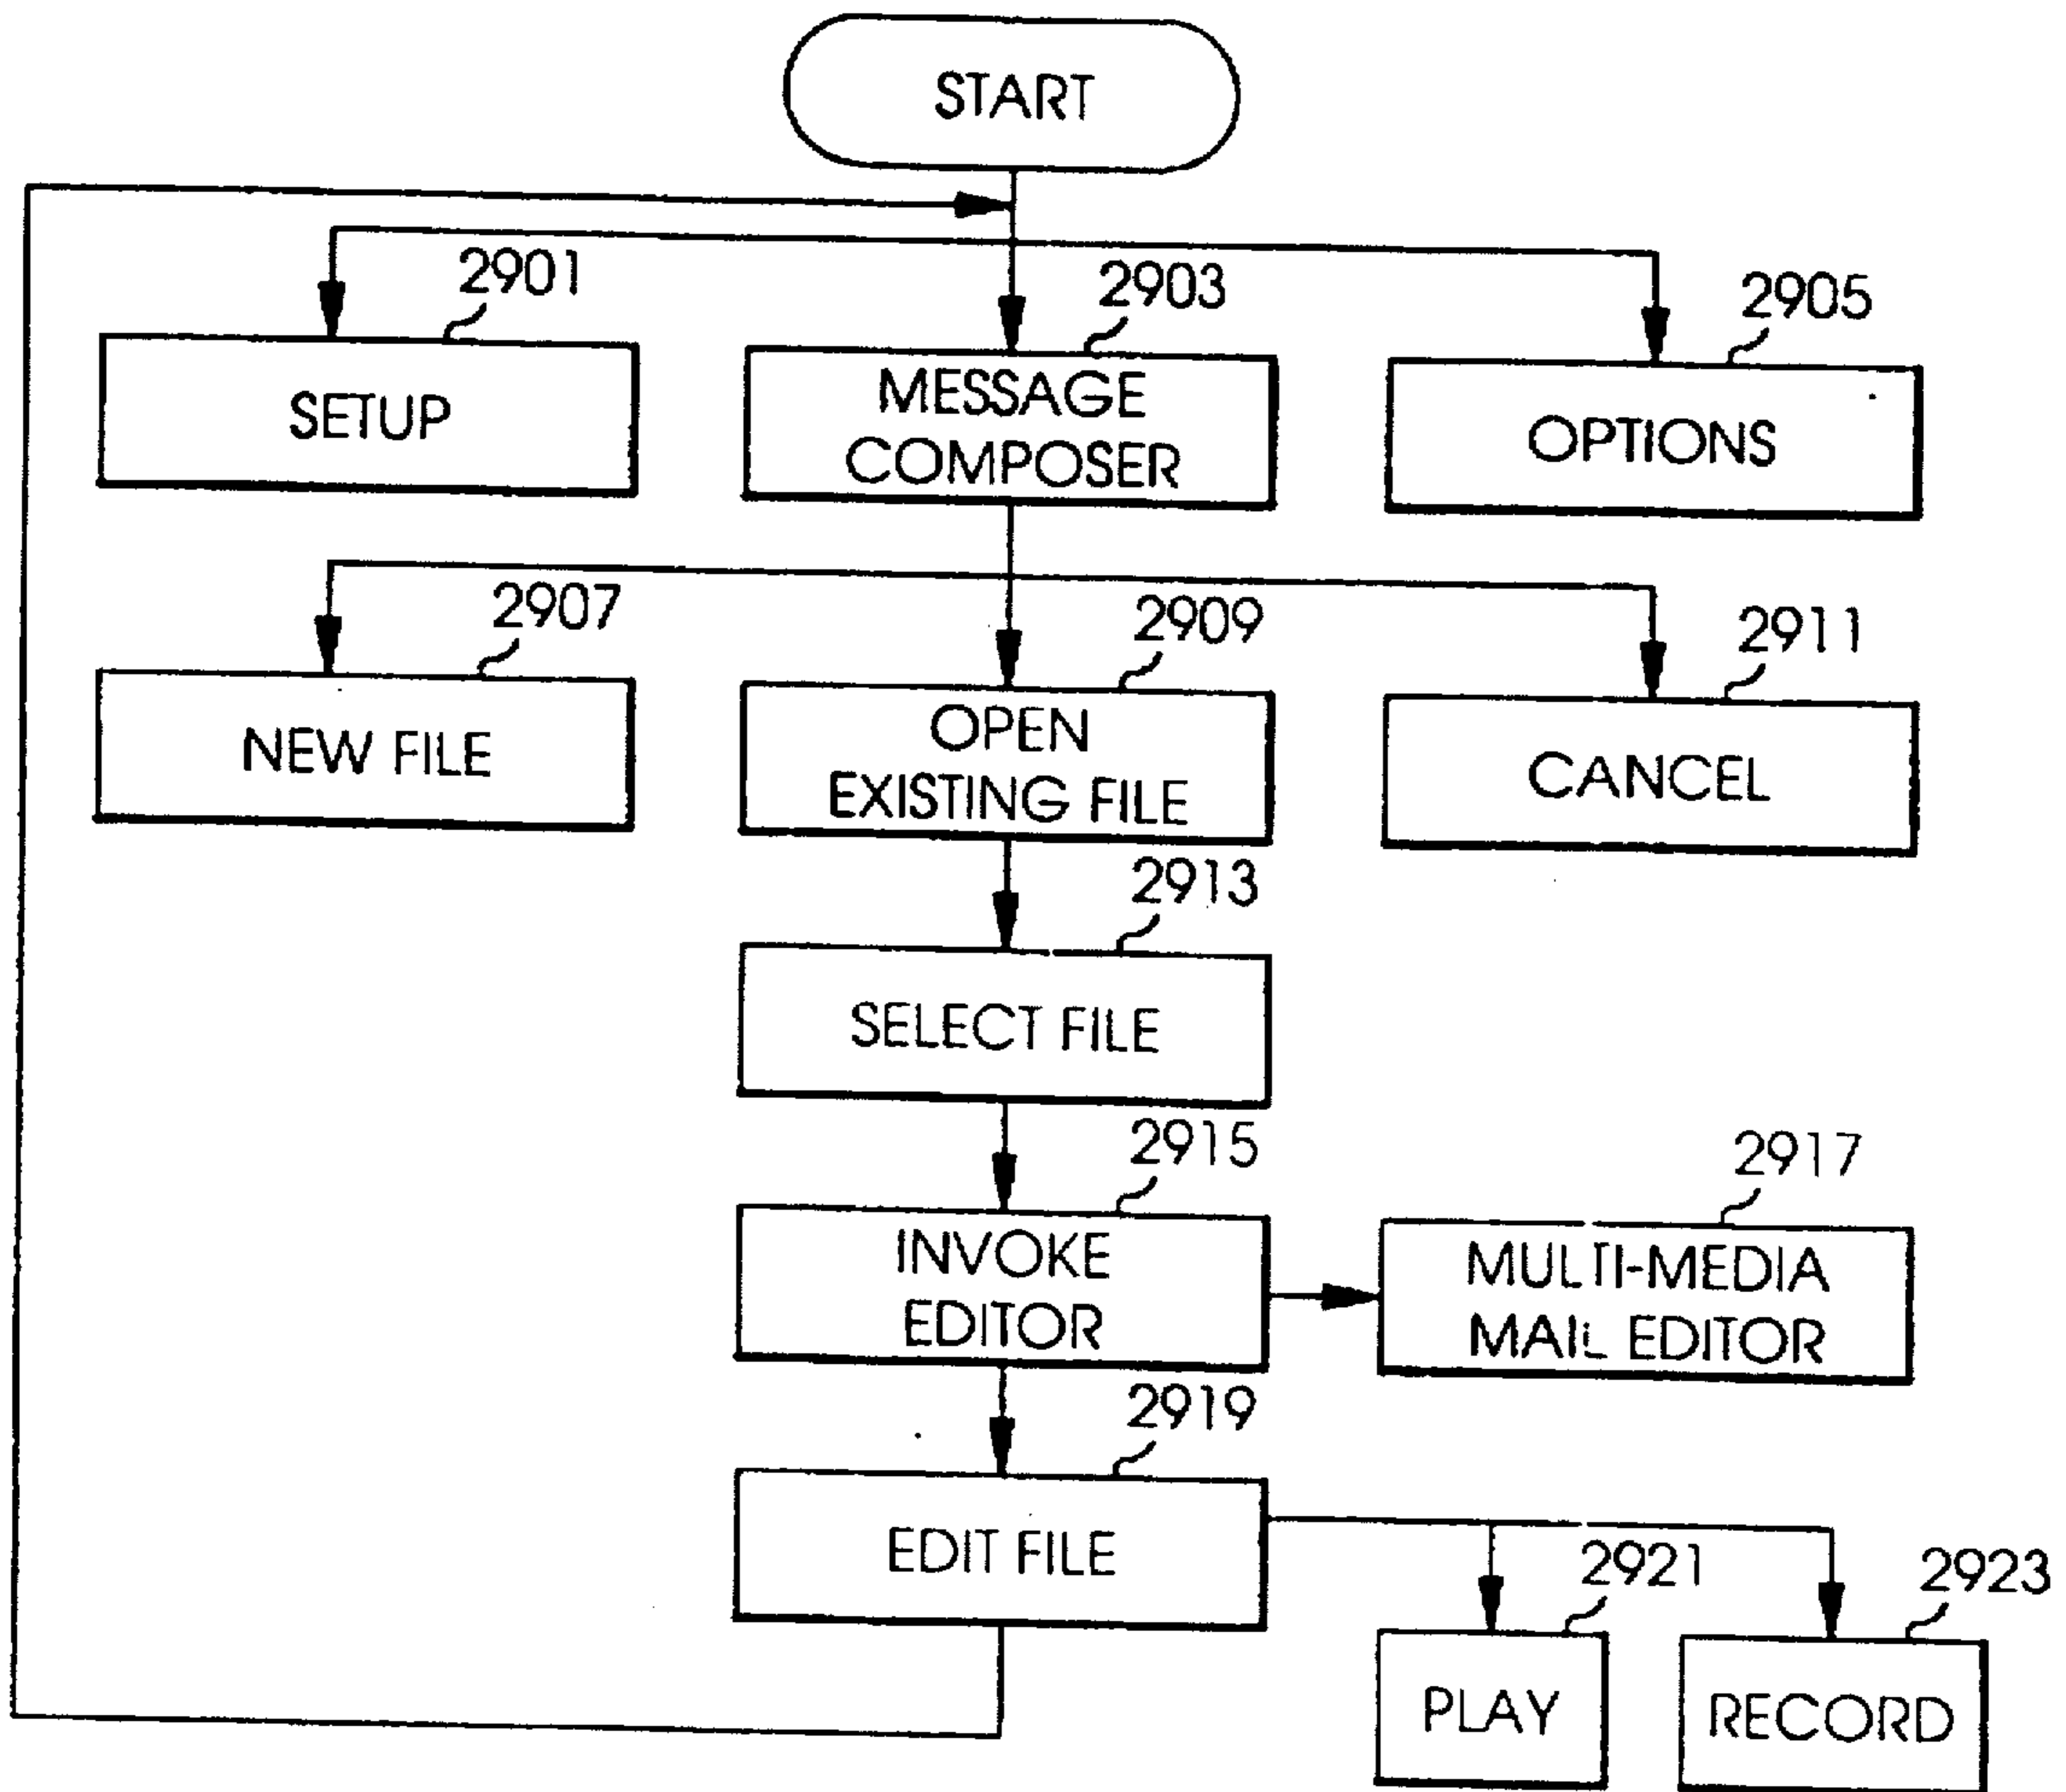 START
2901
2903
2905
SETUP
MESSAGE
COMPOSER
OPTIONS
2907
2909
2911
NEW FILE
OPEN
EXISTING FILE
CANCEL
2913
SELECT FILE
2915
2917
INVOKE
EDITOR
MULTI-MEDIA
MAIL EDITOR
2919
EDIT FILE
2921
2923
PLAY
RECORD